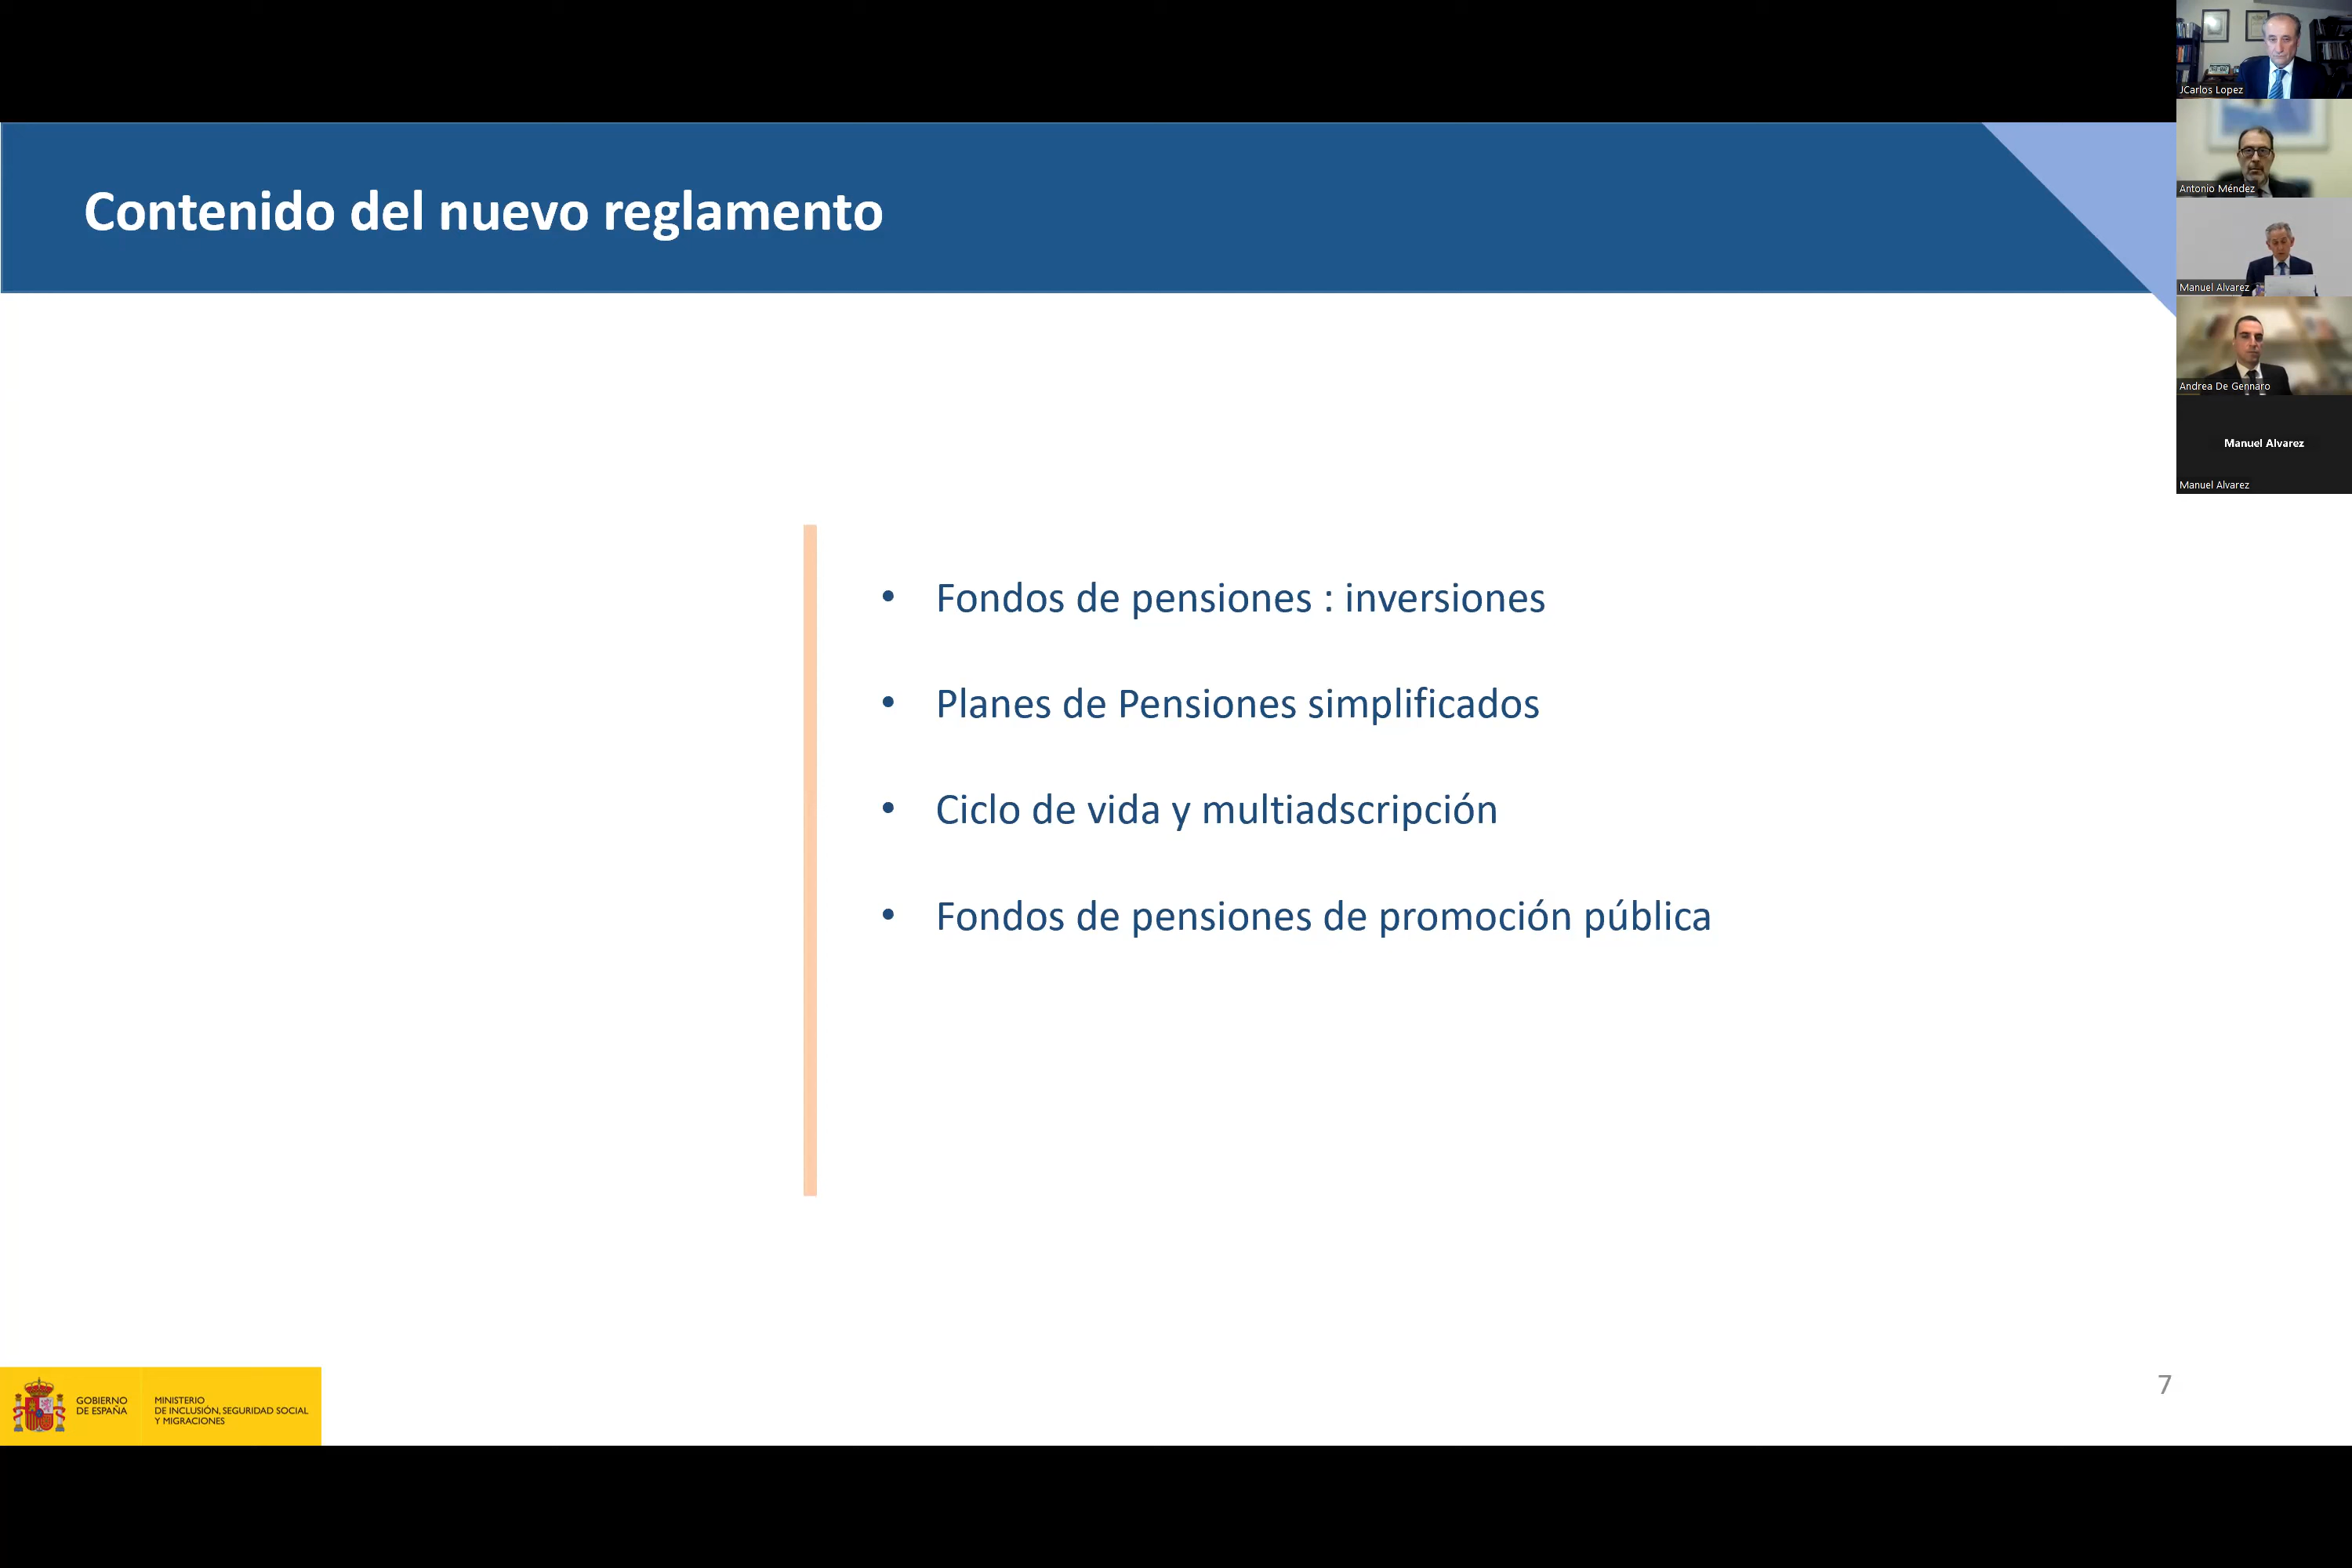 Contenido del nuevo reglamento
• Fondos de pensiones : inversiones
• Planes de Pensiones simplificados
• Ciclo de vida y multiadscripción
• Fondos de pensiones de promoción pública
GOBIERNO
DE ESPAÑA
MINISTERIO
DE INCLUSIÓN, SEGURIDAD SOCIAL
Y MIGRACIONES
7
JCarlos Lopez
Antonio Méndez
Manuel Alvarez
Andrea De Gennaro
Manuel Alvarez
Manuel Alvarez